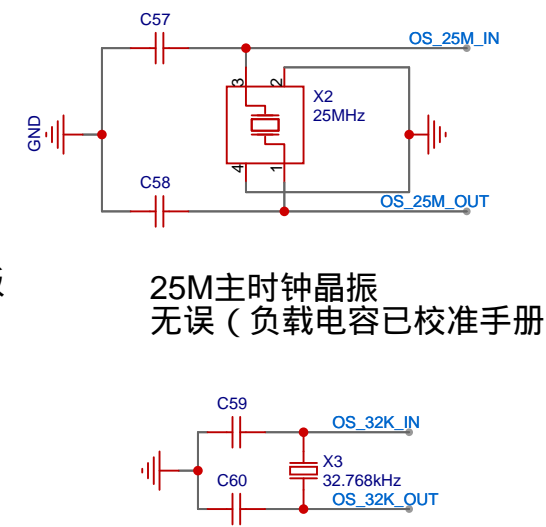 C57
OS_25M_IN
3
2
X2
25MHz
GND
4
1
C58
OS_25M_OUT
25M主时钟晶振
无误（负载电容已校准手册
C59
OS_32K_IN
X3
32.768kHz
C60
OS_32K_OUT